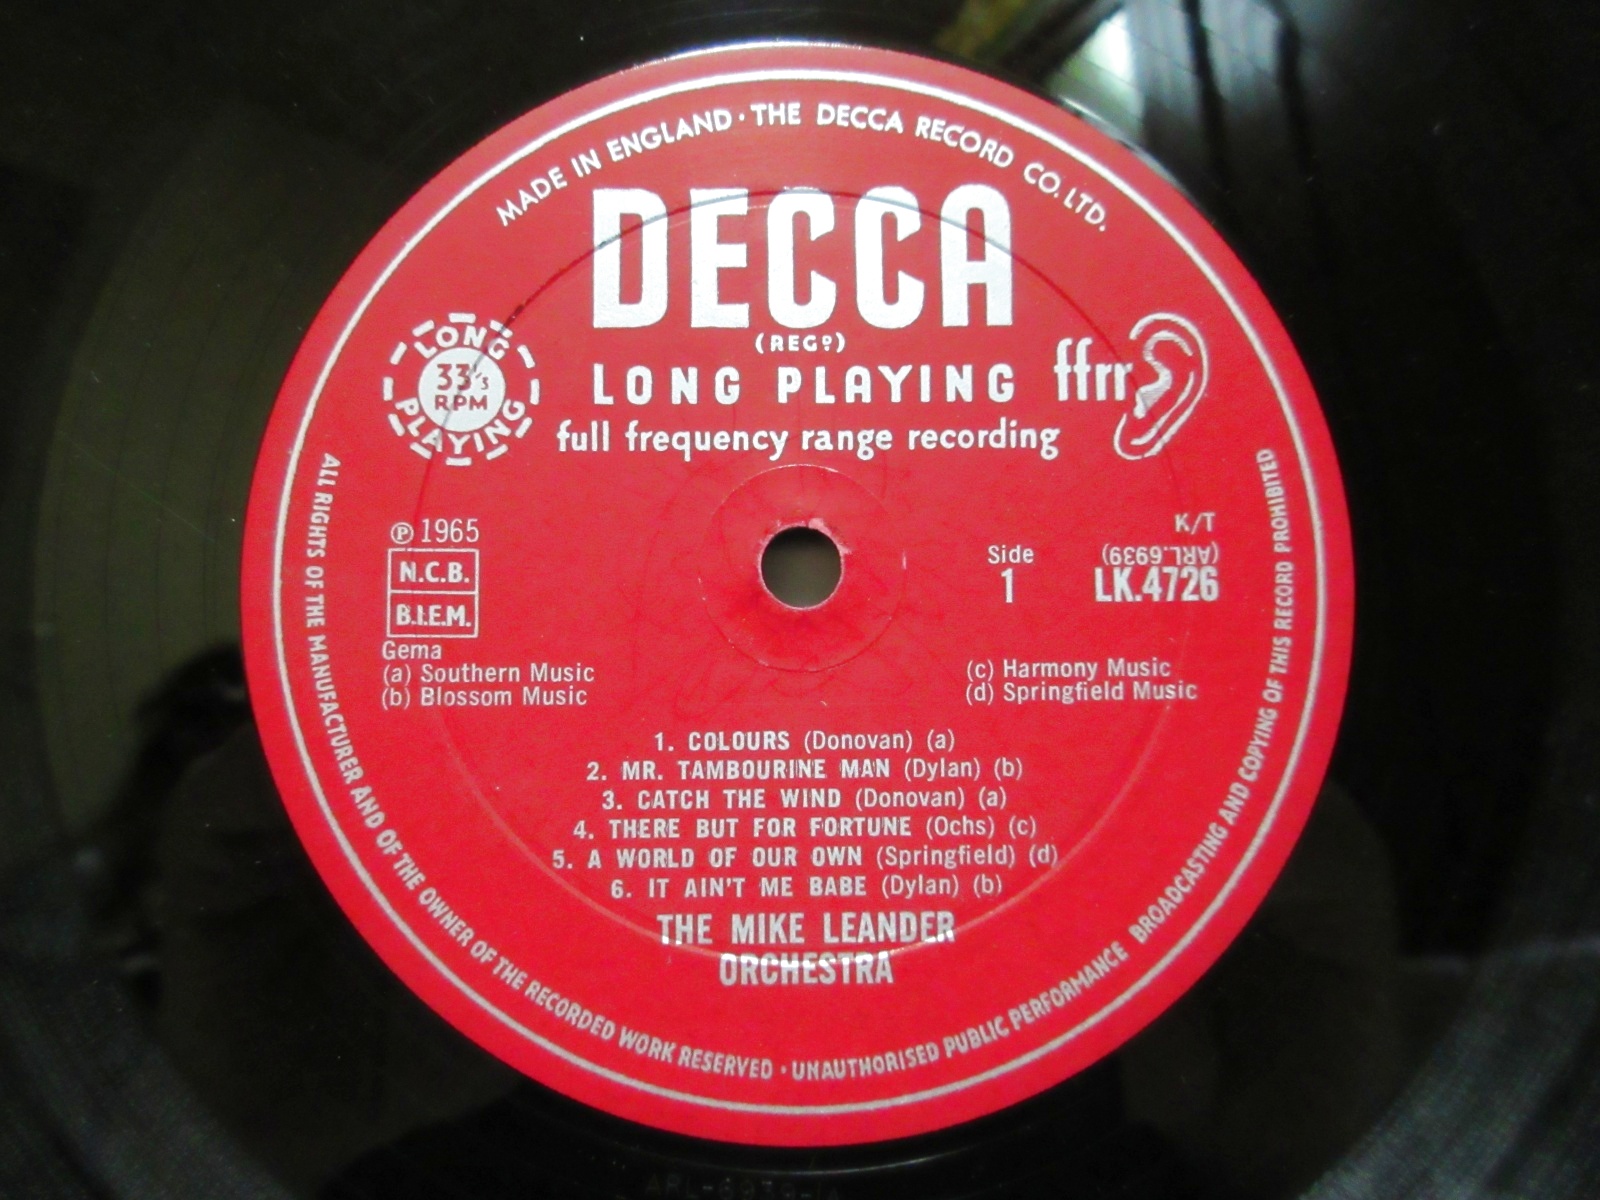 MADE IN ENGLAND · THE DECCA RECORD CO. LTD.
DECCA
(REGD)
LONG PLAYING
33 1/3
RPM
LONG PLAYING
ffrr
full frequency range recording
℗ 1965
N.C.B.
B.I.E.M.
Gema
(a) Southern Music
(b) Blossom Music
K/T
Side
1
(ARL.6939)
LK.4726
(c) Harmony Music
(d) Springfield Music
1. COLOURS (Donovan) (a)
2. MR. TAMBOURINE MAN (Dylan) (b)
3. CATCH THE WIND (Donovan) (a)
4. THERE BUT FOR FORTUNE (Ochs) (c)
5. A WORLD OF OUR OWN (Springfield) (d)
6. IT AIN'T ME BABE (Dylan) (b)
THE MIKE LEANDER
ORCHESTRA
ALL RIGHTS OF THE MANUFACTURER AND OF THE OWNER OF THE RECORDED WORK RESERVED · UNAUTHORISED PUBLIC PERFORMANCE BROADCASTING AND COPYING OF THIS RECORD PROHIBITED